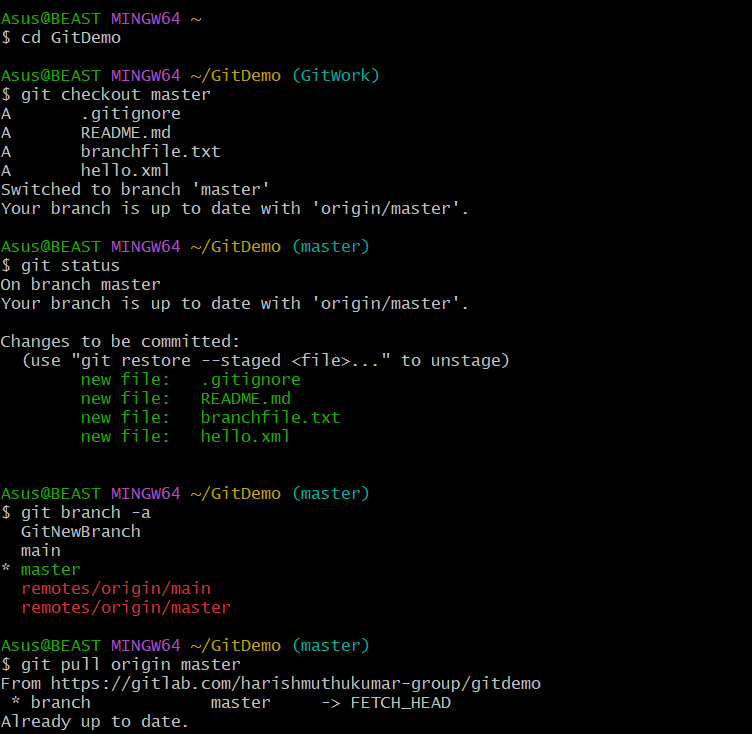 Asus@BEAST MINGW64 ~
$ cd GitDemo
Asus@BEAST MINGW64 ~/GitDemo (GitWork)
$ git checkout master
A       .gitignore
A       README.md
A       branchfile.txt
A       hello.xml
Switched to branch 'master'
Your branch is up to date with 'origin/master'.
Asus@BEAST MINGW64 ~/GitDemo (master)
$ git status
On branch master
Your branch is up to date with 'origin/master'.
Changes to be committed:
  (use "git restore --staged <file>..." to unstage)
        new file:   .gitignore
        new file:   README.md
        new file:   branchfile.txt
        new file:   hello.xml
Asus@BEAST MINGW64 ~/GitDemo (master)
$ git branch -a
  GitNewBranch
  main
* master
  remotes/origin/main
  remotes/origin/master
Asus@BEAST MINGW64 ~/GitDemo (master)
$ git pull origin master
From https://gitlab.com/harishmuthukumar-group/gitdemo
 * branch            master     -> FETCH_HEAD
Already up to date.